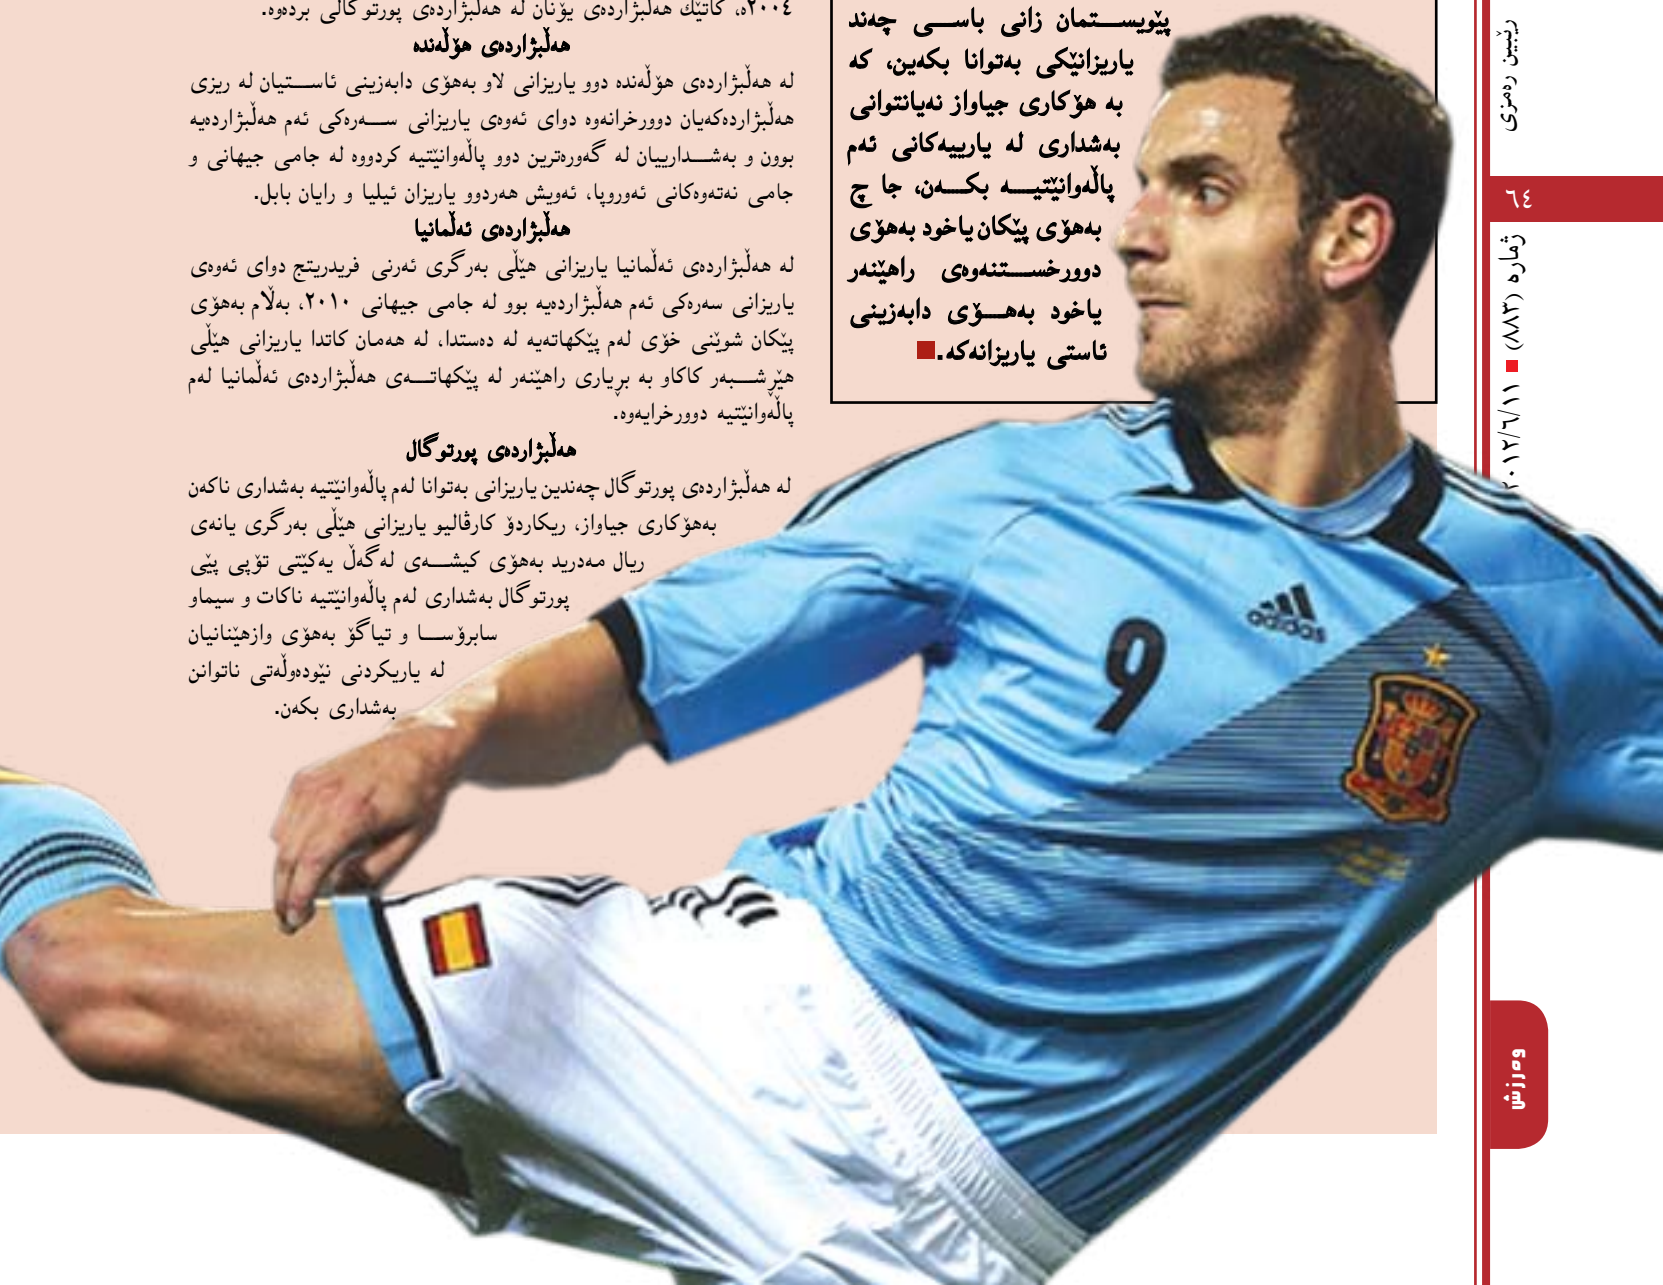 پێویستمان زانی باسی چەند
یاریزانێکی بەتوانا بکەین، کە
بە هۆکاری جیاواز نەیانتوانی
بەشداری لە یارییەکانی ئەم
پاڵەوانێتییە بکەن، جا چ
بەهۆی پێکان یاخود بەهۆی
دوورخستنەوەی راهێنەر
یاخود بەهۆی دابەزینی
ئاستی یاریزانەکە.
٢٠٠٤ە، کاتێك هەڵبژاردەی یۆنان لە هەڵبژاردەی پورتوگالی بردەوە.
هەڵبژاردەی هۆڵەندە
لە هەڵبژاردەی هۆڵەندە دوو یاریزانی لاو بەهۆی دابەزینی ئاستیان لە ریزی
هەڵبژاردەکەیان دوورخرانەوە دوای ئەوەی یاریزانی سەرەکی ئەم هەڵبژاردەیە
بوون و بەشدارییان لە گەورەترین دوو پاڵەوانێتیە کردووە لە جامی جیهانی و
جامی نەتەوەکانی ئەوروپا، ئەویش هەردوو یاریزان ئیلیا و رایان بابل.
هەڵبژاردەی ئەڵمانیا
لە هەڵبژاردەی ئەڵمانیا یاریزانی هێڵی بەرگری ئەرنی فریدریتج دوای ئەوەی
یاریزانی سەرەکی ئەم هەڵبژاردەیە بوو لە جامی جیهانی ٢٠١٠، بەڵام بەهۆی
پێکان شوێنی خۆی لەم پێکهاتەیە لە دەستدا، لە هەمان کاتدا یاریزانی هێڵی
هێرشبەر کاکاو بە بڕیاری راهێنەر لە پێکهاتەی هەڵبژاردەی ئەڵمانیا لەم
پاڵەوانێتیە دوورخرایەوە.
هەڵبژاردەی پورتوگال
لە هەڵبژاردەی پورتوگال چەندین یاریزانی بەتوانا لەم پاڵەوانێتیە بەشداری ناکەن
بەهۆکاری جیاواز، ریکاردۆ کارڤالیو یاریزانی هێڵی بەرگری یانەی
ریال مەدرید بەهۆی کیشەی لەگەڵ یەکێتی تۆپی پێی
پورتوگال بەشداری لەم پاڵەوانێتیە ناکات و سیماو
سابرۆسا و تیاگۆ بەهۆی وازهێنانیان
لە یاریکردنی نێودەوڵەتی ناتوانن
بەشداری بکەن.
رێبین رەمزی
٦٤
ژمارە (٨٨٣) ٢٠١٢/٦/١١
وەرزش
9
adidas